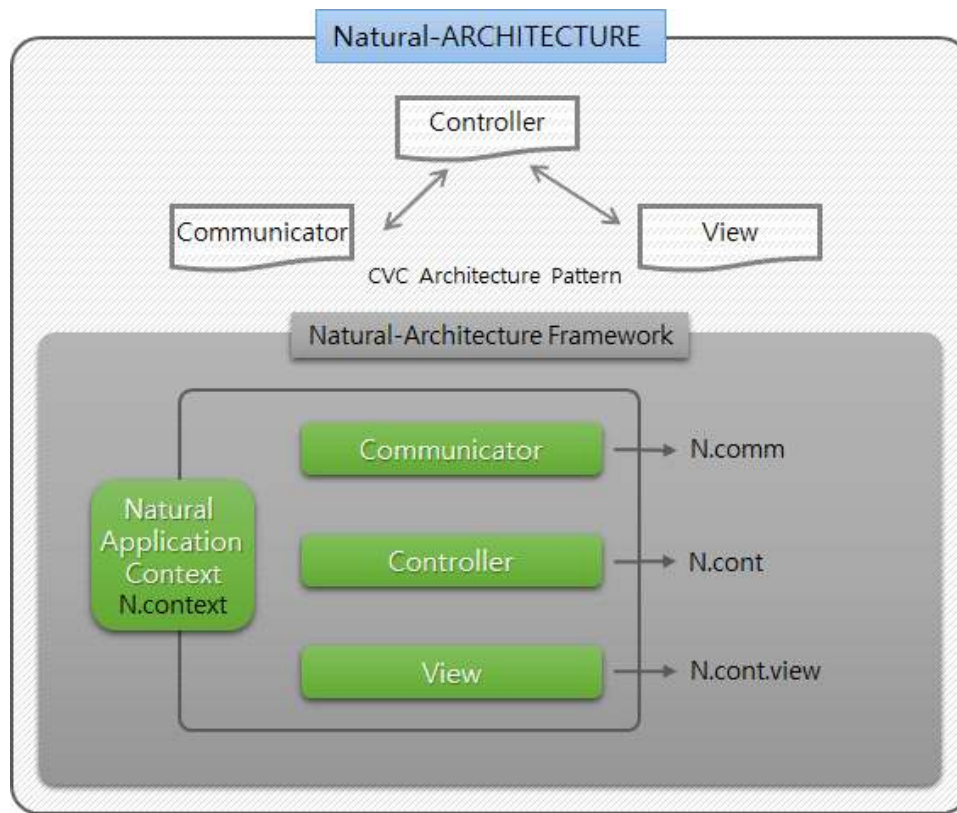 Natural-ARCHITECTURE
Controller
Communicator
View
CVC Architecture Pattern
Natural-Architecture Framework
Communicator
N.comm
Natural
Application
Context
N.context
Controller
N.cont
View
N.cont.view